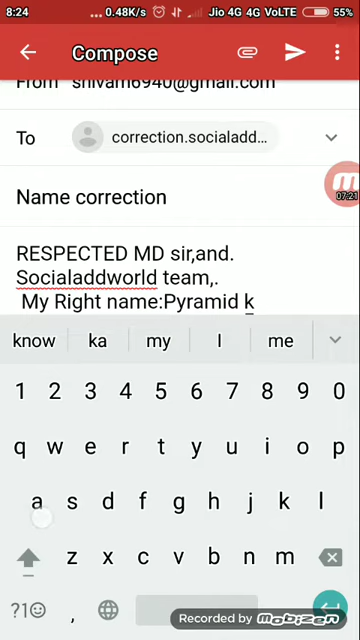 8:24 ...0.48K/s Jio 4G 4G VoLTE 55%
Compose
From shivam6940@gmail.com
To correction.socialadd...
07:21
Name correction
RESPECTED MD sir,and.
Socialaddworld team,.
My Right name:Pyramid k
know ka my I me
1 2 3 4 5 6 7 8 9 0
q w e r t y u i o p
a s d f g h j k l
z x c v b n m
?1 ,
Recorded by mobizen